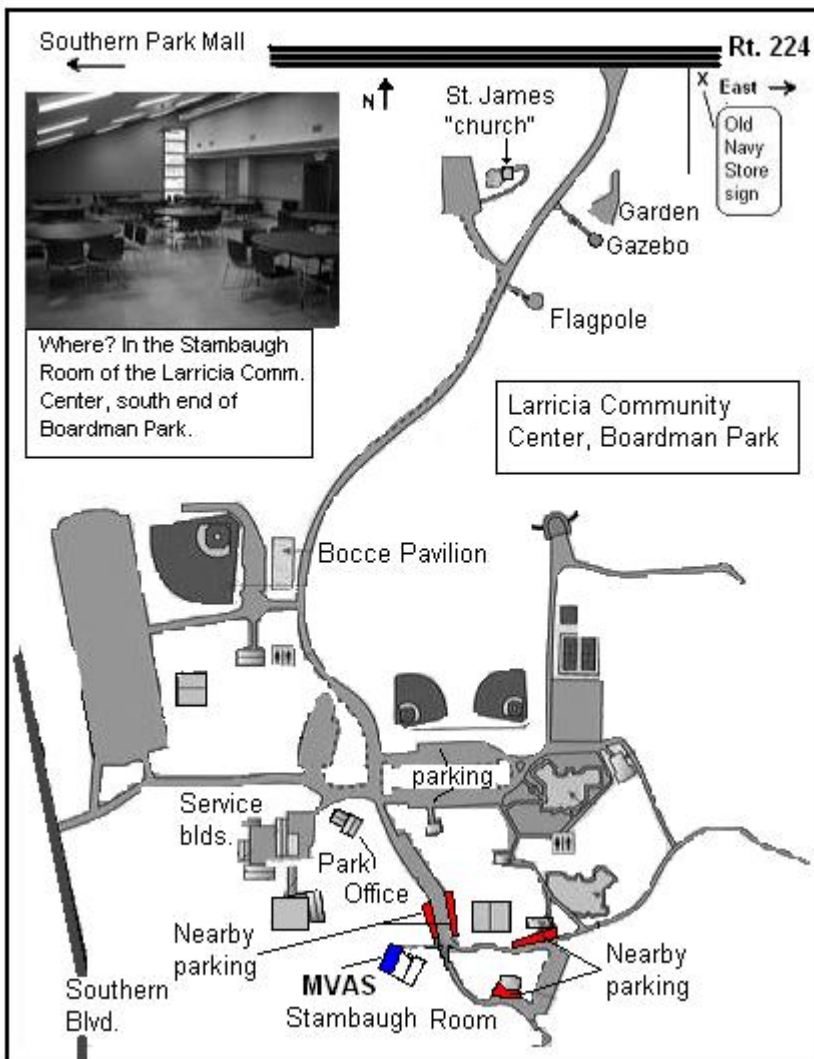 Southern Park Mall
Rt. 224
N
St. James
"church"
X East
Old
Navy
Store
sign
Garden
Gazebo
Flagpole
Where? In the Stambaugh
Room of the Larricia Comm.
Center, south end of
Boardman Park.
Larricia Community
Center, Boardman Park
Bocce Pavilion
parking
Service
blds.
Park
Office
Nearby
parking
Nearby
parking
MVAS
Stambaugh Room
Southern
Blvd.